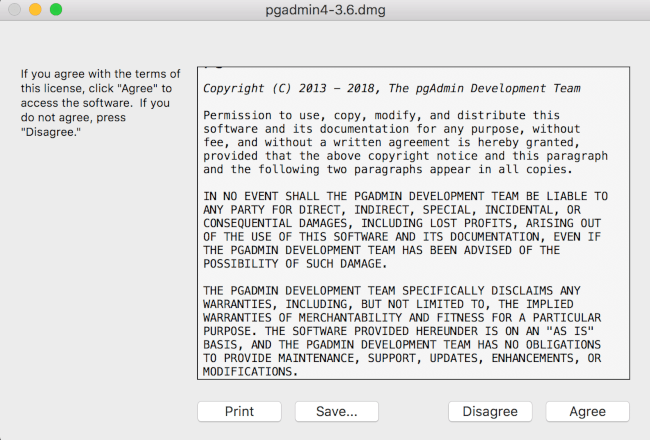 pgadmin4-3.6.dmg
If you agree with the terms of
this license, click "Agree" to
access the software. If you
do not agree, press
"Disagree."
Copyright (C) 2013 - 2018, The pgAdmin Development Team
Permission to use, copy, modify, and distribute this
software and its documentation for any purpose, without
fee, and without a written agreement is hereby granted,
provided that the above copyright notice and this paragraph
and the following two paragraphs appear in all copies.
IN NO EVENT SHALL THE PGADMIN DEVELOPMENT TEAM BE LIABLE TO
ANY PARTY FOR DIRECT, INDIRECT, SPECIAL, INCIDENTAL, OR
CONSEQUENTIAL DAMAGES, INCLUDING LOST PROFITS, ARISING OUT
OF THE USE OF THIS SOFTWARE AND ITS DOCUMENTATION, EVEN IF
THE PGADMIN DEVELOPMENT TEAM HAS BEEN ADVISED OF THE
POSSIBILITY OF SUCH DAMAGE.
THE PGADMIN DEVELOPMENT TEAM SPECIFICALLY DISCLAIMS ANY
WARRANTIES, INCLUDING, BUT NOT LIMITED TO, THE IMPLIED
WARRANTIES OF MERCHANTABILITY AND FITNESS FOR A PARTICULAR
PURPOSE. THE SOFTWARE PROVIDED HEREUNDER IS ON AN "AS IS"
BASIS, AND THE PGADMIN DEVELOPMENT TEAM HAS NO OBLIGATIONS
TO PROVIDE MAINTENANCE, SUPPORT, UPDATES, ENHANCEMENTS, OR
MODIFICATIONS.
Print Save... Disagree Agree